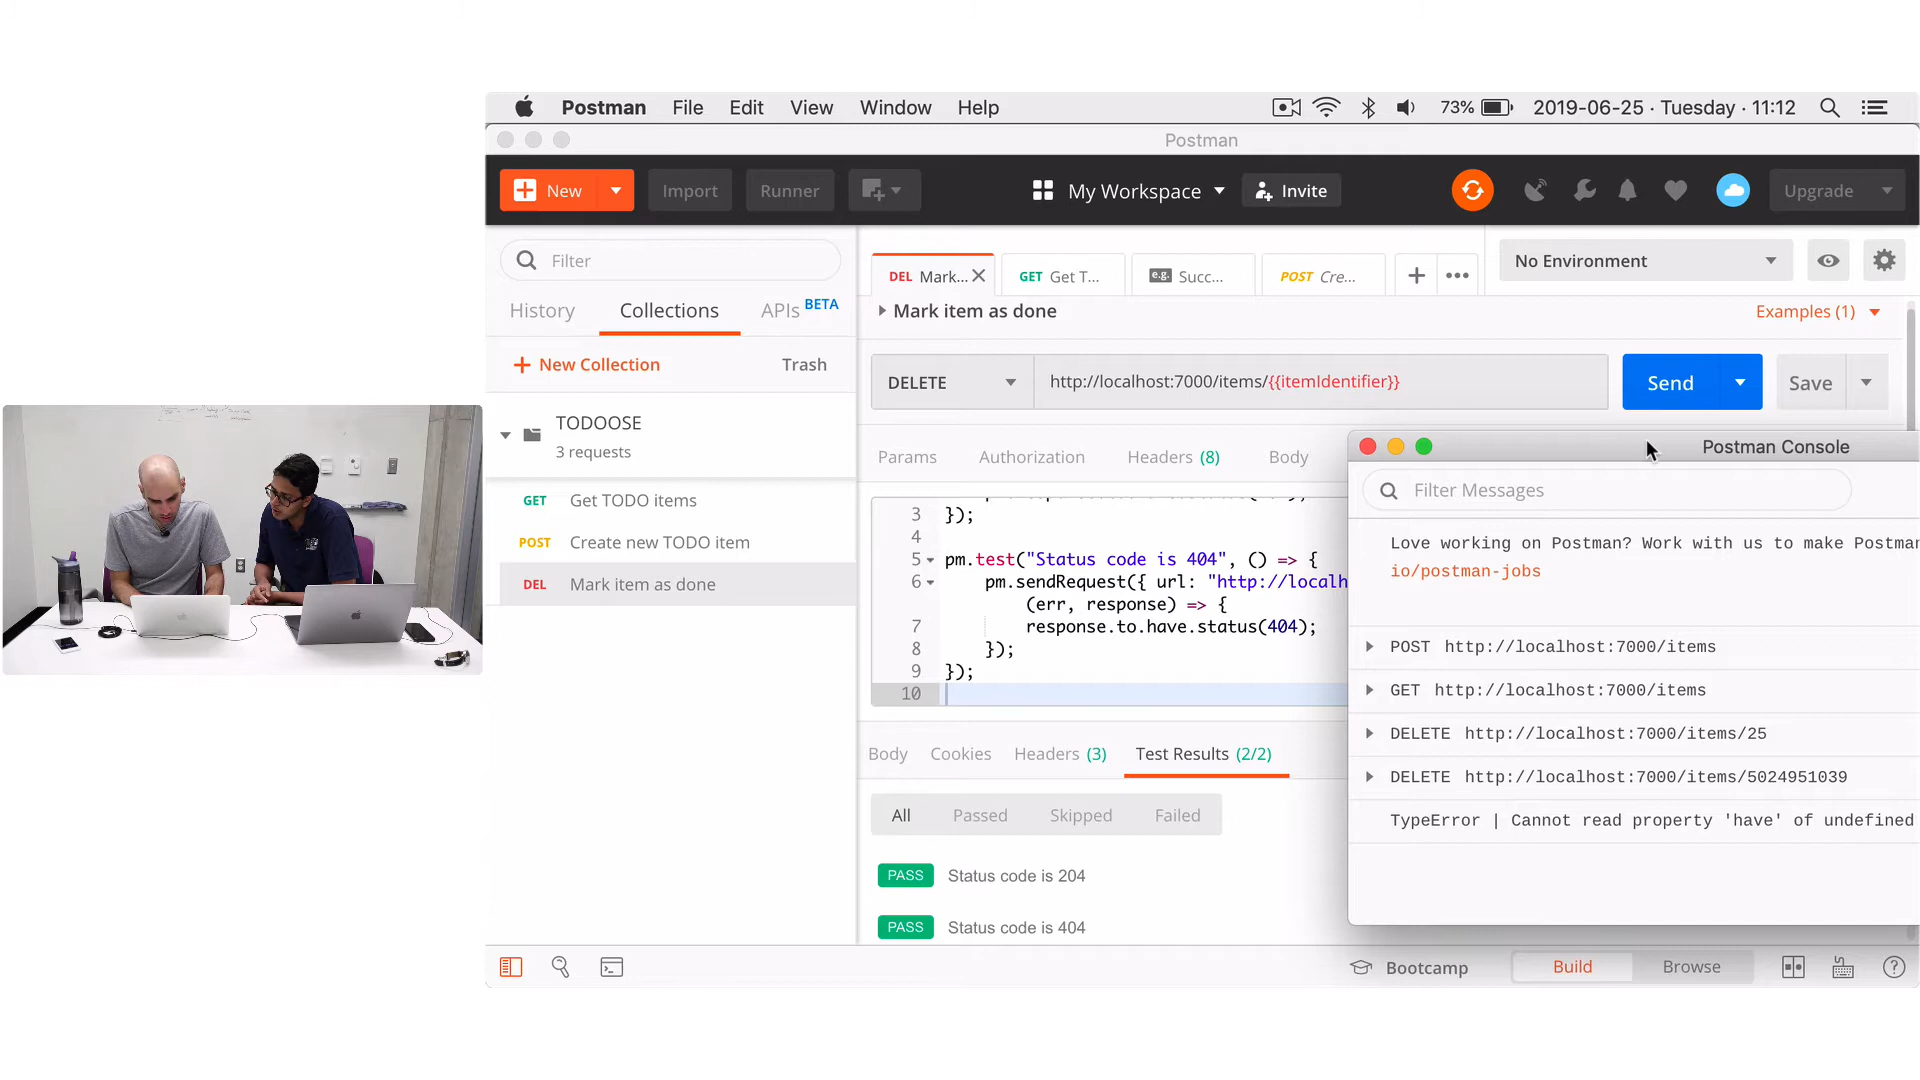 Postman File Edit View Window Help 73% 2019-06-25 · Tuesday · 11:12
Postman
New Import Runner My Workspace Invite Upgrade
Filter
History Collections APIs BETA
New Collection Trash
TODOOSE
3 requests
GET Get TODO items
POST Create new TODO item
DEL Mark item as done
DEL Mark... GET Get T... e.g. Succ... POST Cre...
No Environment
Mark item as done Examples (1)
DELETE http://localhost:7000/items/{{itemIdentifier}} Send Save
Params Authorization Headers (8) Body
3 });
4
5 pm.test("Status code is 404", () => {
6 pm.sendRequest({ url: "http://localh
(err, response) => {
7 response.to.have.status(404);
8 });
9 });
10
Body Cookies Headers (3) Test Results (2/2)
All Passed Skipped Failed
PASS Status code is 204
PASS Status code is 404
Postman Console
Filter Messages
Love working on Postman? Work with us to make Postman
io/postman-jobs
POST http://localhost:7000/items
GET http://localhost:7000/items
DELETE http://localhost:7000/items/25
DELETE http://localhost:7000/items/5024951039
TypeError | Cannot read property 'have' of undefined
Bootcamp Build Browse